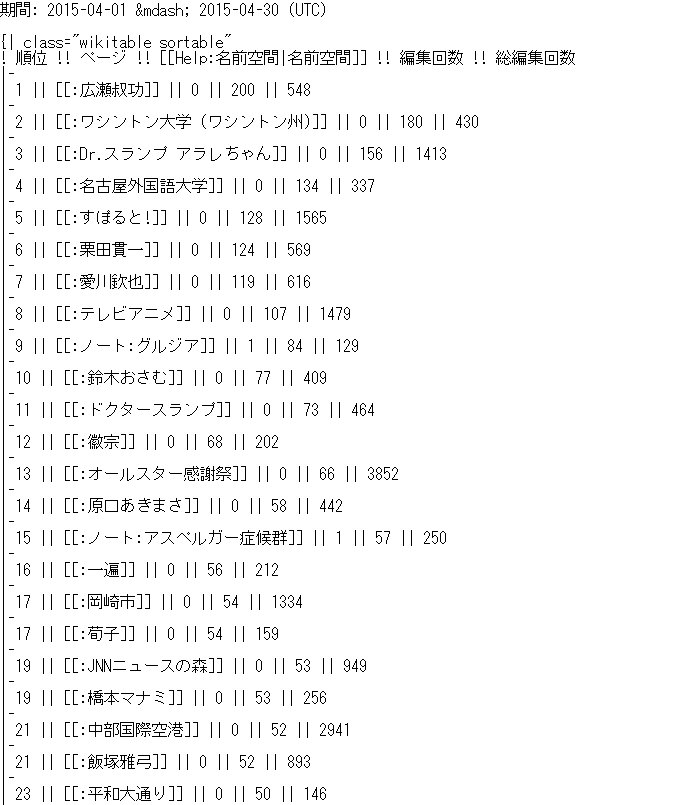 期間: 2015-04-01 &mdash; 2015-04-30 (UTC)
{| class="wikitable sortable"
! 順位 !! ページ !! [[Help:名前空間|名前空間]] !! 編集回数 !! 総編集回数
|-
| 1 || [[:広瀬叔功]] || 0 || 200 || 548
|-
| 2 || [[:ワシントン大学 (ワシントン州)]] || 0 || 180 || 430
|-
| 3 || [[:Dr.スランプ アラレちゃん]] || 0 || 156 || 1413
|-
| 4 || [[:名古屋外国語大学]] || 0 || 134 || 337
|-
| 5 || [[:すぽると!]] || 0 || 128 || 1565
|-
| 6 || [[:栗田貫一]] || 0 || 124 || 569
|-
| 7 || [[:愛川欽也]] || 0 || 119 || 616
|-
| 8 || [[:テレビアニメ]] || 0 || 107 || 1479
|-
| 9 || [[:ノート:グルジア]] || 1 || 84 || 129
|-
| 10 || [[:鈴木おさむ]] || 0 || 77 || 409
|-
| 11 || [[:ドクタースランプ]] || 0 || 73 || 464
|-
| 12 || [[:徽宗]] || 0 || 68 || 202
|-
| 13 || [[:オールスター感謝祭]] || 0 || 66 || 3852
|-
| 14 || [[:原口あきまさ]] || 0 || 58 || 442
|-
| 15 || [[:ノート:アスペルガー症候群]] || 1 || 57 || 250
|-
| 16 || [[:一遍]] || 0 || 56 || 212
|-
| 17 || [[:岡崎市]] || 0 || 54 || 1334
|-
| 17 || [[:荀子]] || 0 || 54 || 159
|-
| 19 || [[:JNNニュースの森]] || 0 || 53 || 949
|-
| 19 || [[:橋本マナミ]] || 0 || 53 || 256
|-
| 21 || [[:中部国際空港]] || 0 || 52 || 2941
|-
| 21 || [[:飯塚雅弓]] || 0 || 52 || 893
|-
| 23 || [[:平和大通り]] || 0 || 50 || 146